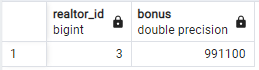 realtor_id bonus
bigint double precision
1 3 991100